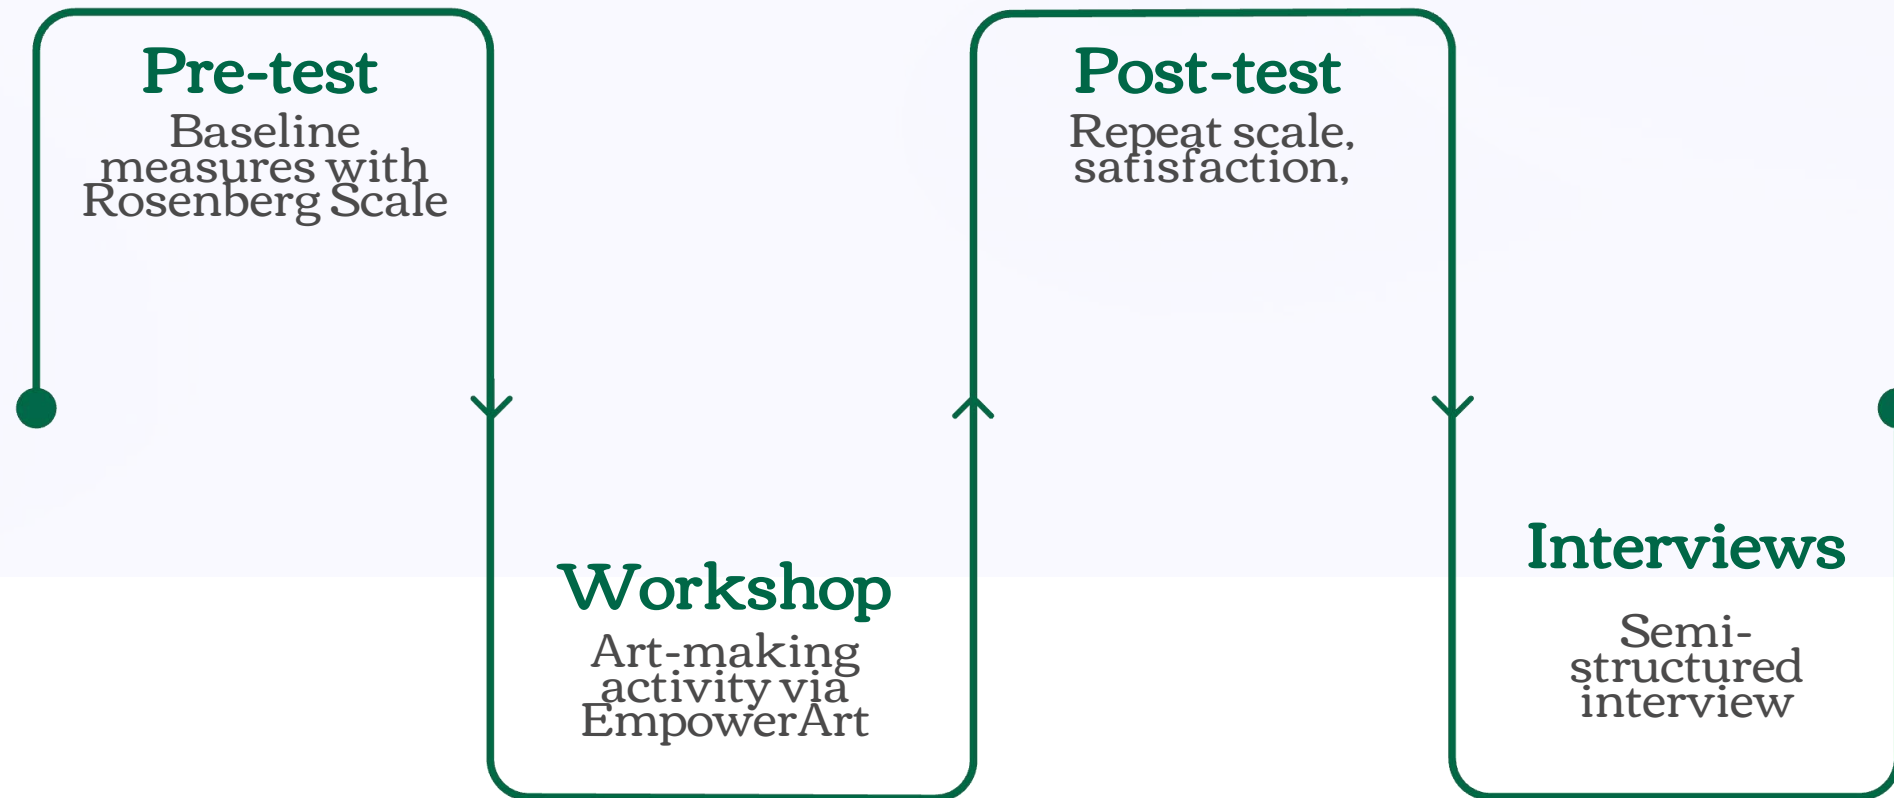 Pre-test
Baseline
measures with
Rosenberg Scale
Workshop
Art-making
activity via
EmpowerArt
Post-test
Repeat scale,
satisfaction,
Interviews
Semi-
structured
interview